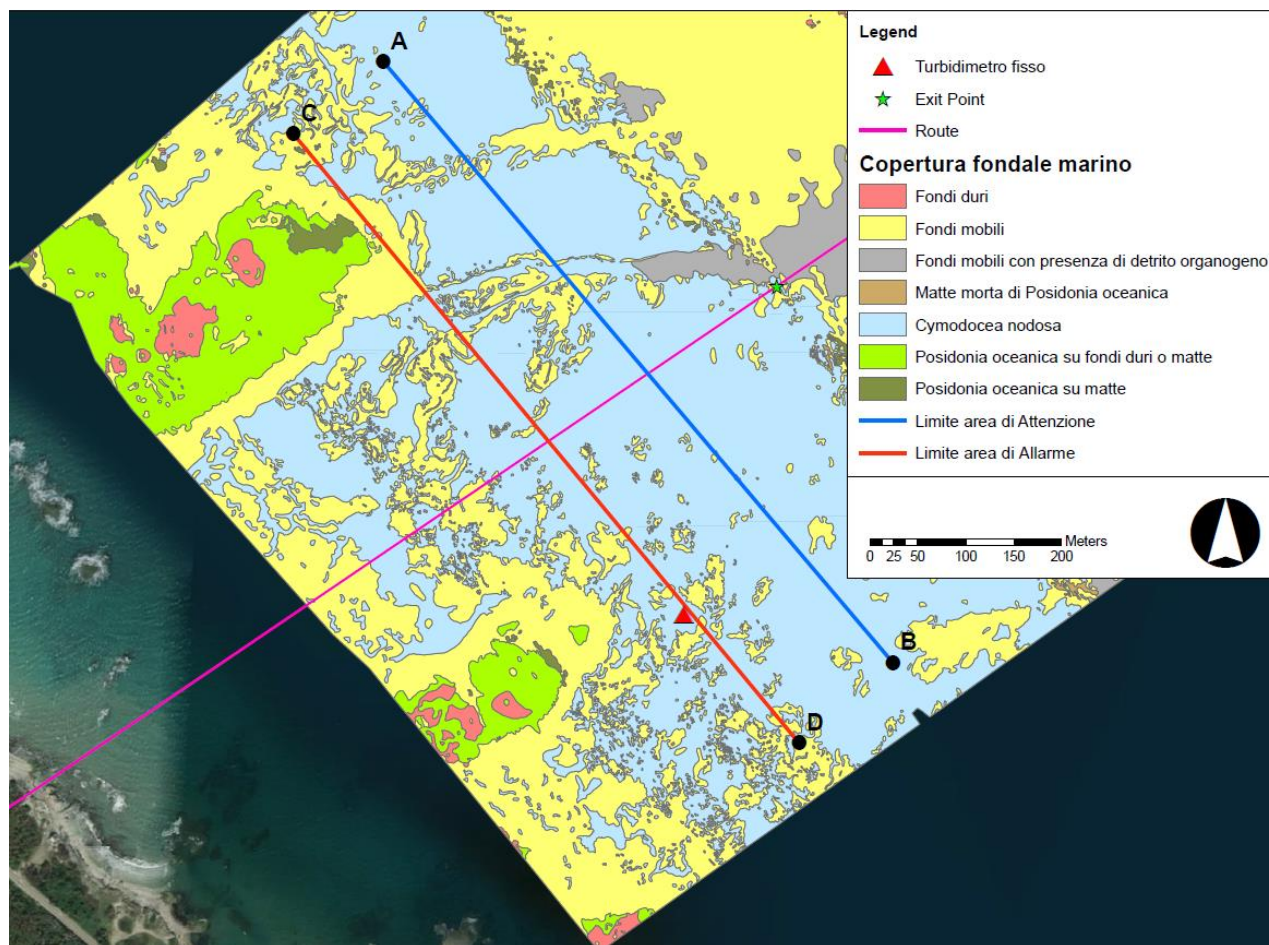 A
C
B
D
Legend
Turbidimetro fisso
Exit Point
Route
Copertura fondale marino
Fondi duri
Fondi mobili
Fondi mobili con presenza di detrito organogeno
Matte morta di Posidonia oceanica
Cymodocea nodosa
Posidonia oceanica su fondi duri o matte
Posidonia oceanica su matte
Limite area di Attenzione
Limite area di Allarme
0 25 50 100 150 200 Meters